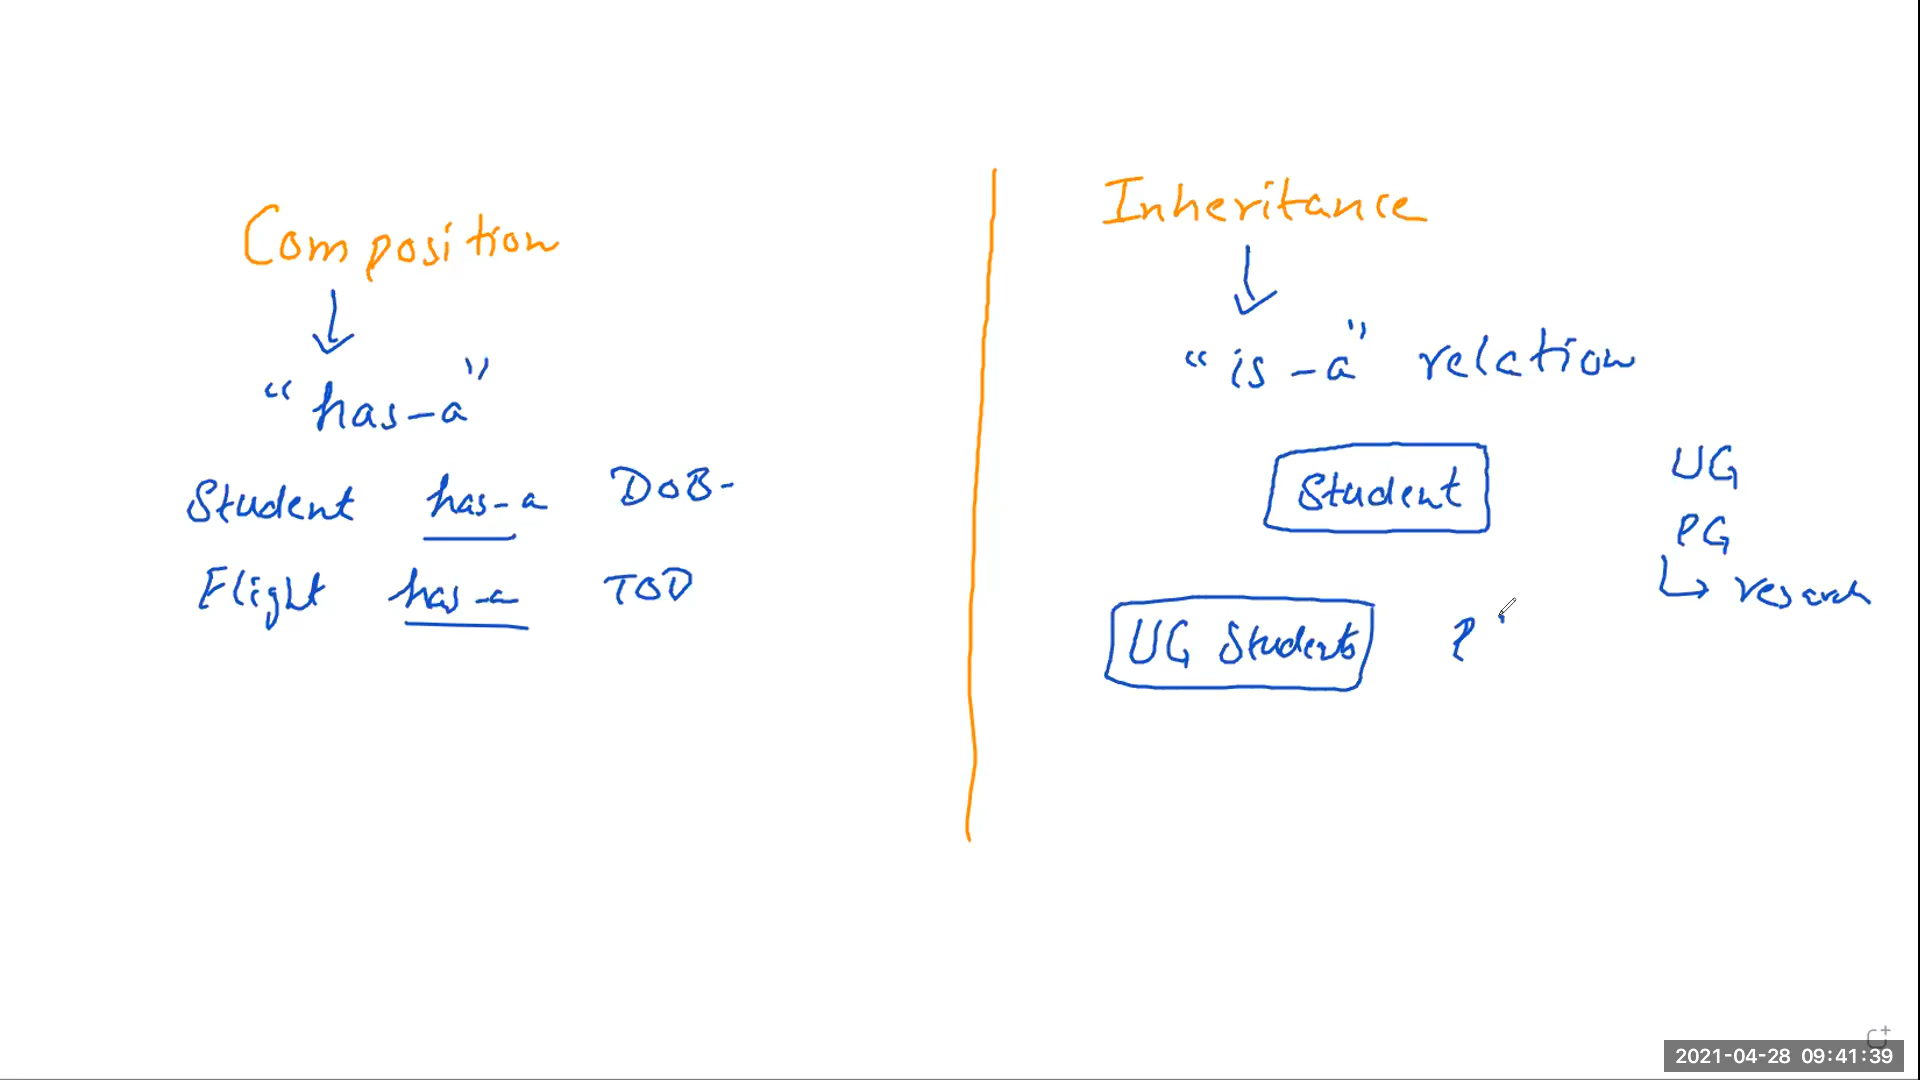 Composition
"has-a"
Student has-a DOB-
Flight has-a TOD
Inheritance
"is-a" relation
Student
UG
PG
UG Students P
2021-04-28 09:41:39